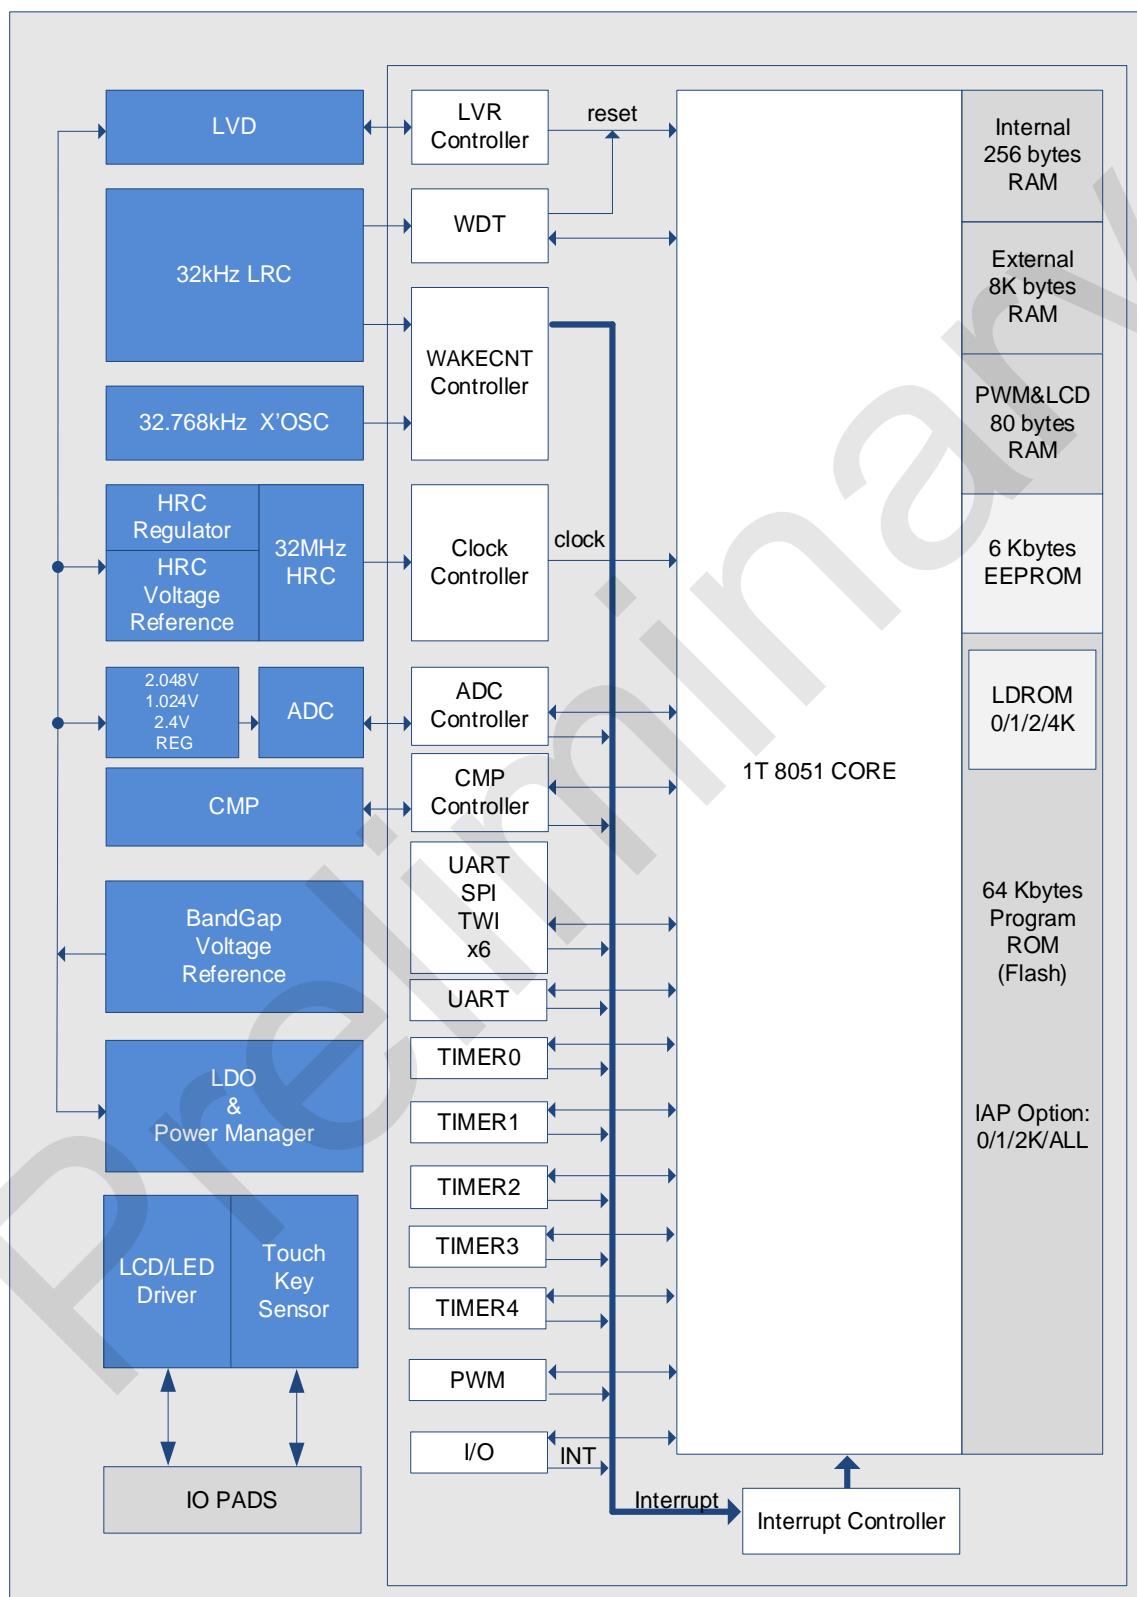 LVD
LVR
Controller
reset
Internal
256 bytes
RAM
32kHz LRC
WDT
External
8K bytes
RAM
WAKECNT
Controller
32.768kHz X'OSC
PWM&LCD
80 bytes
RAM
HRC
Regulator
HRC
Voltage
Reference
32MHz
HRC
Clock
Controller
clock
6 Kbytes
EEPROM
2.048V
1.024V
2.4V
REG
ADC
ADC
Controller
LDROM
0/1/2/4K
1T 8051 CORE
CMP
CMP
Controller
UART
SPI
TWI
x6
64 Kbytes
Program
ROM
(Flash)
BandGap
Voltage
Reference
UART
LDO
&
Power Manager
TIMER0
TIMER1
IAP Option:
0/1/2K/ALL
TIMER2
LCD/LED
Driver
Touch
Key
Sensor
TIMER3
TIMER4
PWM
I/O
INT
IO PADS
Interrupt
Interrupt Controller
Preliminary